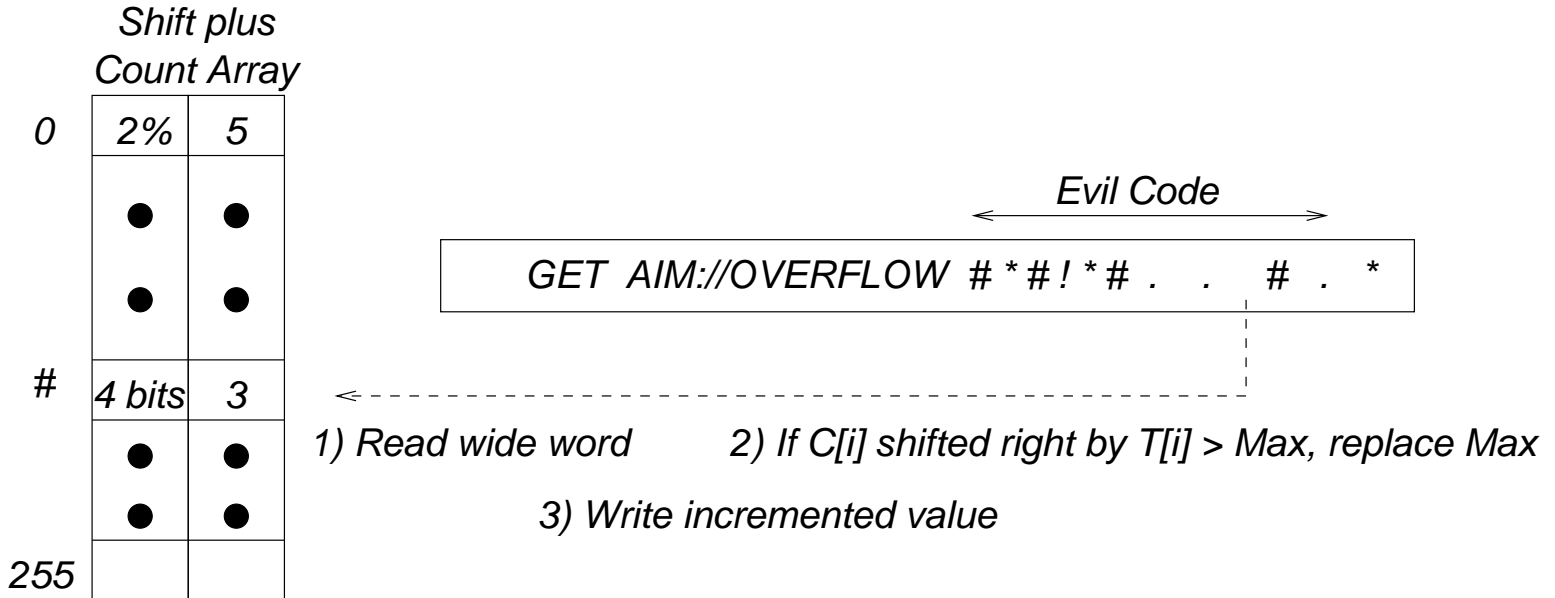 Shift plus
Count Array
0 2% 5
Evil Code
GET AIM://OVERFLOW # * # ! * # . . # . *
# 4 bits 3
1) Read wide word 2) If C[i] shifted right by T[i] > Max, replace Max
3) Write incremented value
255